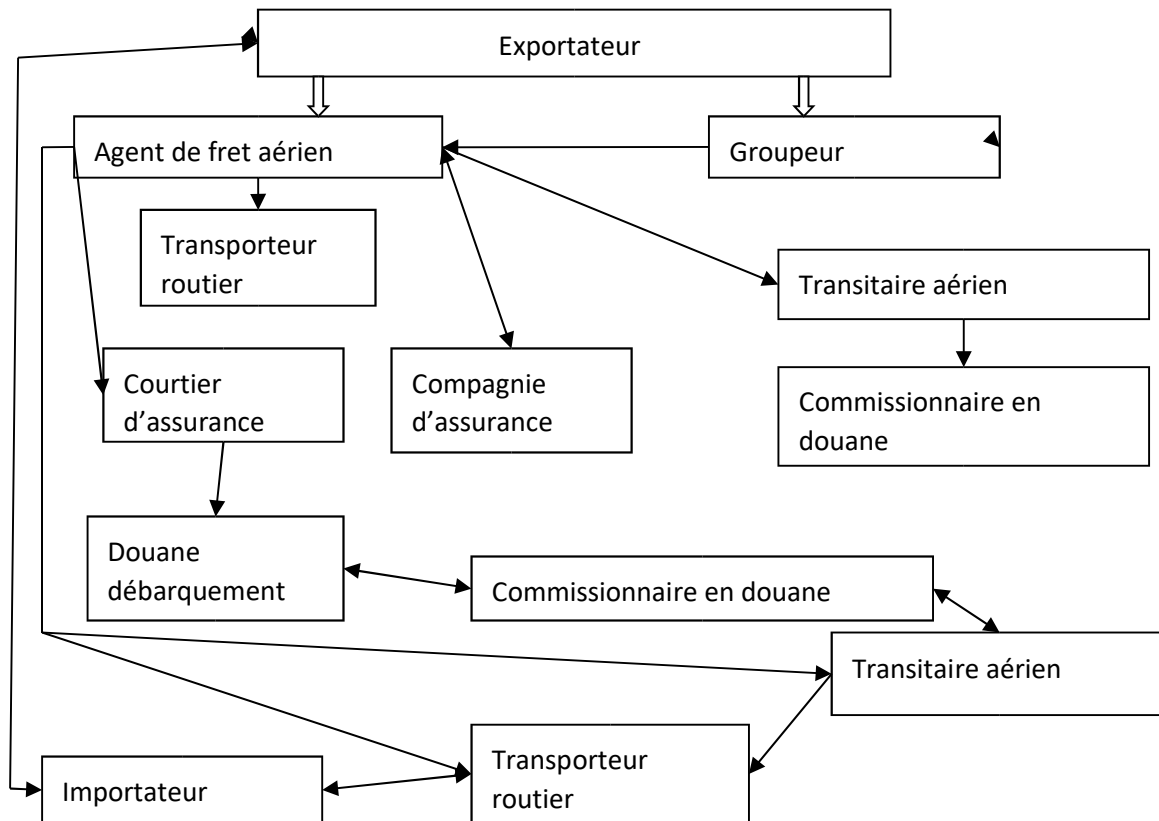 Exportateur
Agent de fret aérien
Groupeur
Transporteur
routier
Transitaire aérien
Courtier
d’assurance
Compagnie
d’assurance
Commissionnaire en
douane
Douane
débarquement
Commissionnaire en douane
Transitaire aérien
Transporteur
routier
Importateur